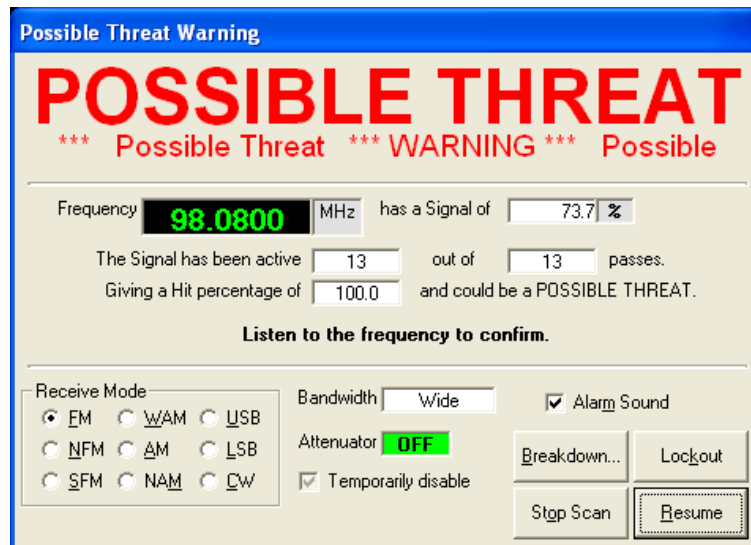 Possible Threat Warning
POSSIBLE THREAT
*** Possible Threat *** WARNING *** Possible
Frequency 98.0800 MHz has a Signal of 73.7 %
The Signal has been active 13 out of 13 passes.
Giving a Hit percentage of 100.0 and could be a POSSIBLE THREAT.
Listen to the frequency to confirm.
Receive Mode
FM WAM USB
NFM AM LSB
SFM NAM CW
Bandwidth Wide
Attenuator OFF
Temporarily disable
Alarm Sound
Breakdown... Lockout
Stop Scan Resume